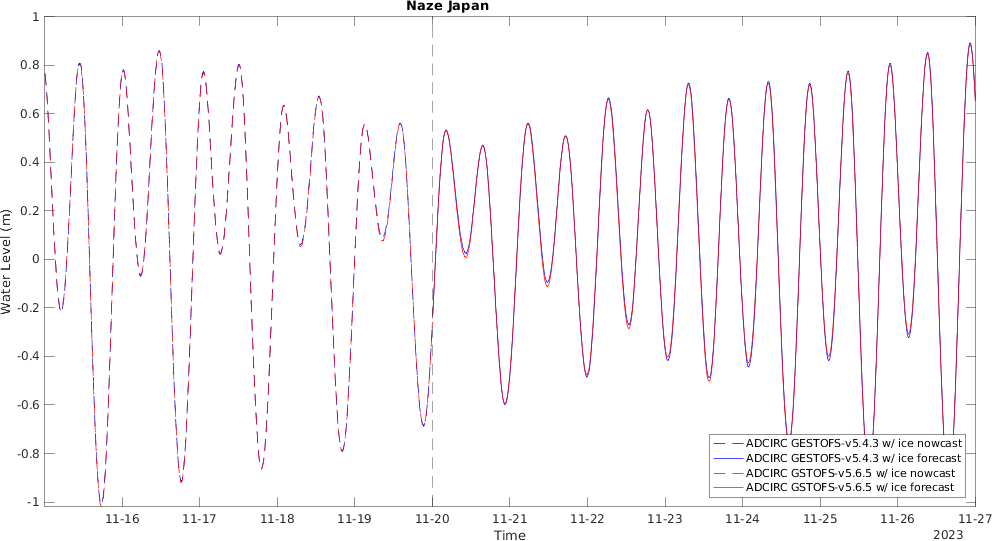 Naze Japan
1
0.8
0.6
0.4
0.2
0
-0.2
-0.4
-0.6
-0.8
-1
Water Level (m)
ADCIRC GESTOFS-v5.4.3 w/ ice nowcast
ADCIRC GESTOFS-v5.4.3 w/ ice forecast
ADCIRC GSTOFS-v5.6.5 w/ ice nowcast
ADCIRC GSTOFS-v5.6.5 w/ ice forecast
11-16 11-17 11-18 11-19 11-20 11-21 11-22 11-23 11-24 11-25 11-26 11-27
Time
2023